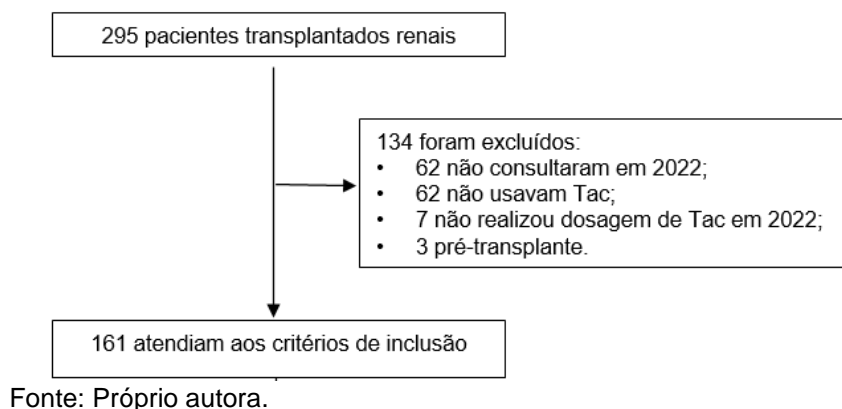 295 pacientes transplantados renais
134 foram excluídos:
• 62 não consultaram em 2022;
• 62 não usavam Tac;
• 7 não realizou dosagem de Tac em 2022;
• 3 pré-transplante.
161 atendiam aos critérios de inclusão
Fonte: Próprio autora.